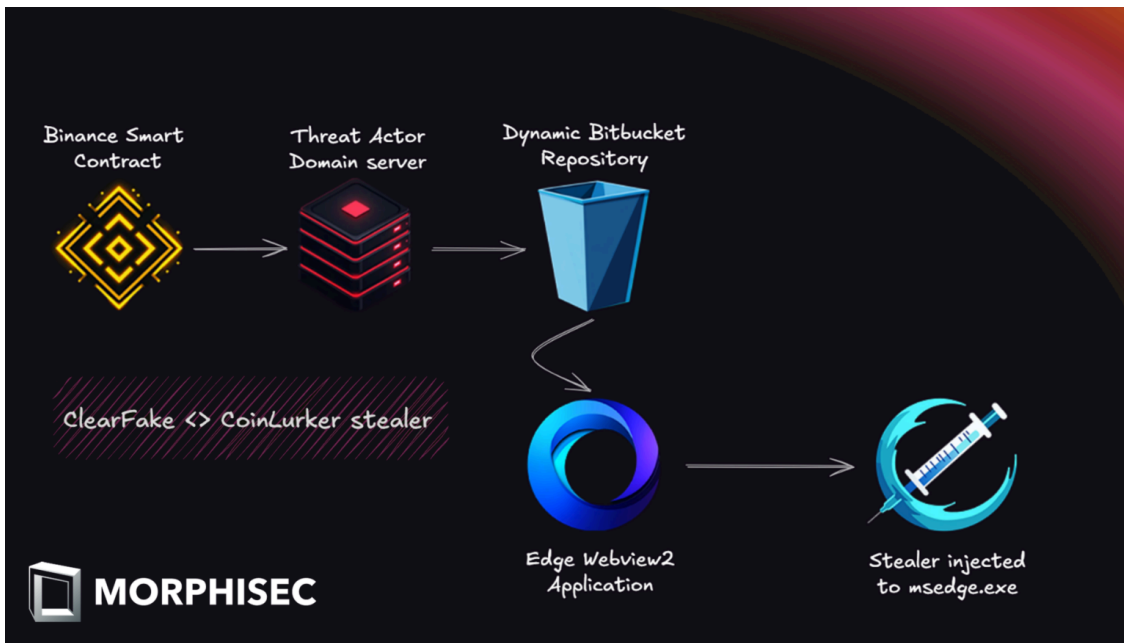 Binance Smart
Contract
Threat Actor
Domain server
Dynamic Bitbucket
Repository
ClearFake <> CoinLurker stealer
Edge Webview2
Application
Stealer injected
to msedge.exe
MORPHISEC